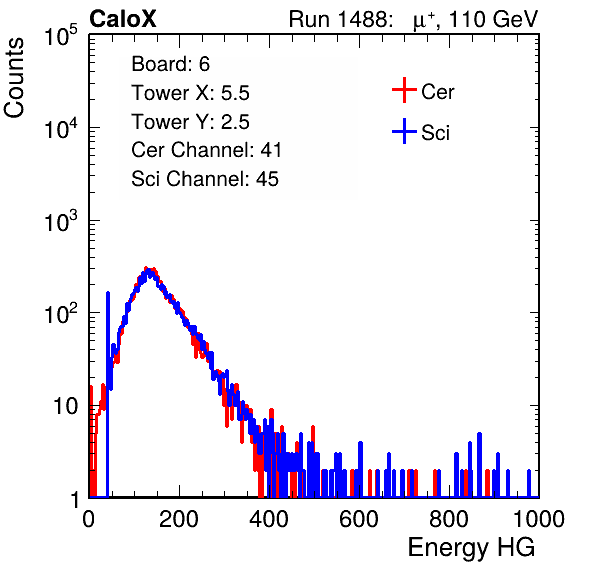 CaloX Run 1488: μ⁺, 110 GeV
Counts
10⁵
10⁴
10³
10²
10
1
Board: 6
Tower X: 5.5
Tower Y: 2.5
Cer Channel: 41
Sci Channel: 45
Cer
Sci
0 200 400 600 800 1000
Energy HG